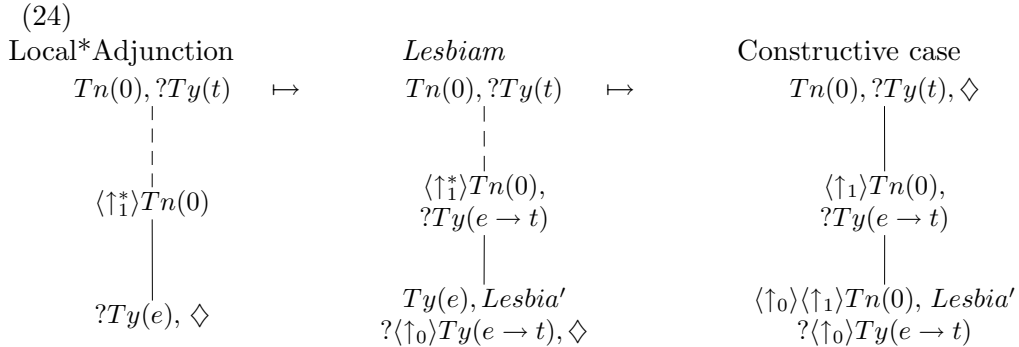 (24)
Local*Adjunction Lesbiam Constructive case
Tn(0), ?Ty(t) ↦ Tn(0), ?Ty(t) ↦ Tn(0), ?Ty(t), ♢
⟨↑₁*⟩Tn(0) ⟨↑₁*⟩Tn(0), ⟨↑₁⟩Tn(0),
?Ty(e → t) ?Ty(e → t)
?Ty(e), ♢ Ty(e), Lesbia′ ⟨↑₀⟩⟨↑₁⟩Tn(0), Lesbia′
?⟨↑₀⟩Ty(e → t), ♢ ?⟨↑₀⟩Ty(e → t)